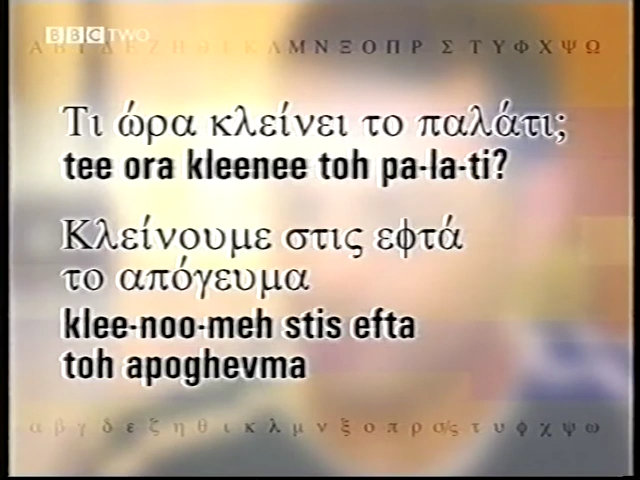 BBC TWO
Α Β Γ Δ Ε Ζ Η Θ Ι Κ Λ Μ Ν Ξ Ο Π Ρ Σ Τ Υ Φ Χ Ψ Ω
Τι ώρα κλείνει το παλάτι;
tee ora kleenee toh pa-la-ti?
Κλείνουμε στις εφτά
το απόγευμα
klee-noo-meh stis efta
toh apoghevma
α β γ δ ε ζ η θ ι κ λ μ ν ξ ο π ρ σ/ς τ υ φ χ ψ ω